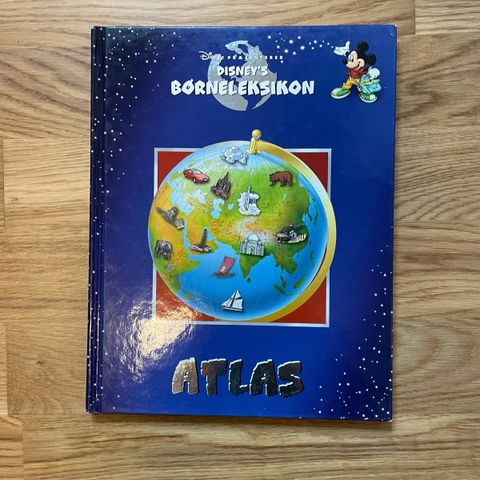 Disney PRÆSENTERER
DISNEY'S
BØRNELEKSIKON
ATLAS